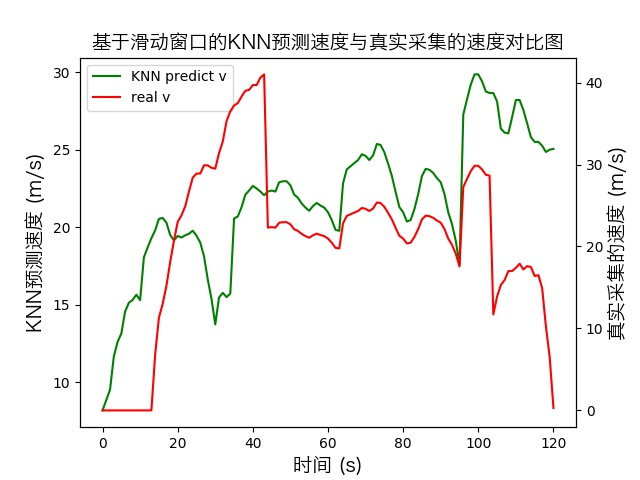 基于滑动窗口的KNN预测速度与真实采集的速度对比图
KNN predict v
real v
30
25
20
15
10
KNN预测速度 (m/s)
40
30
20
10
0
真实采集的速度 (m/s)
0 20 40 60 80 100 120
时间 (s)